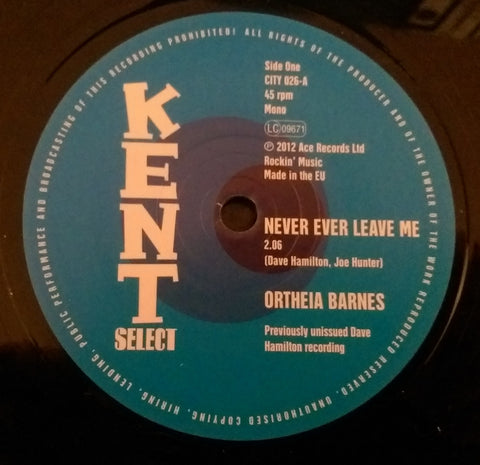 UNAUTHORISED COPYING, HIRING, LENDING, PUBLIC PERFORMANCE AND BROADCASTING OF THIS RECORDING PROHIBITED! ALL RIGHTS OF THE PRODUCER AND OF THE OWNER OF THE WORK REPRODUCED RESERVED.
KENT
SELECT
Side One
CITY 026-A
45 rpm
Mono
LC 09671
℗ 2012 Ace Records Ltd
Rockin' Music
Made in the EU
NEVER EVER LEAVE ME
2.06
(Dave Hamilton, Joe Hunter)
ORTHEIA BARNES
Previously unissued Dave
Hamilton recording